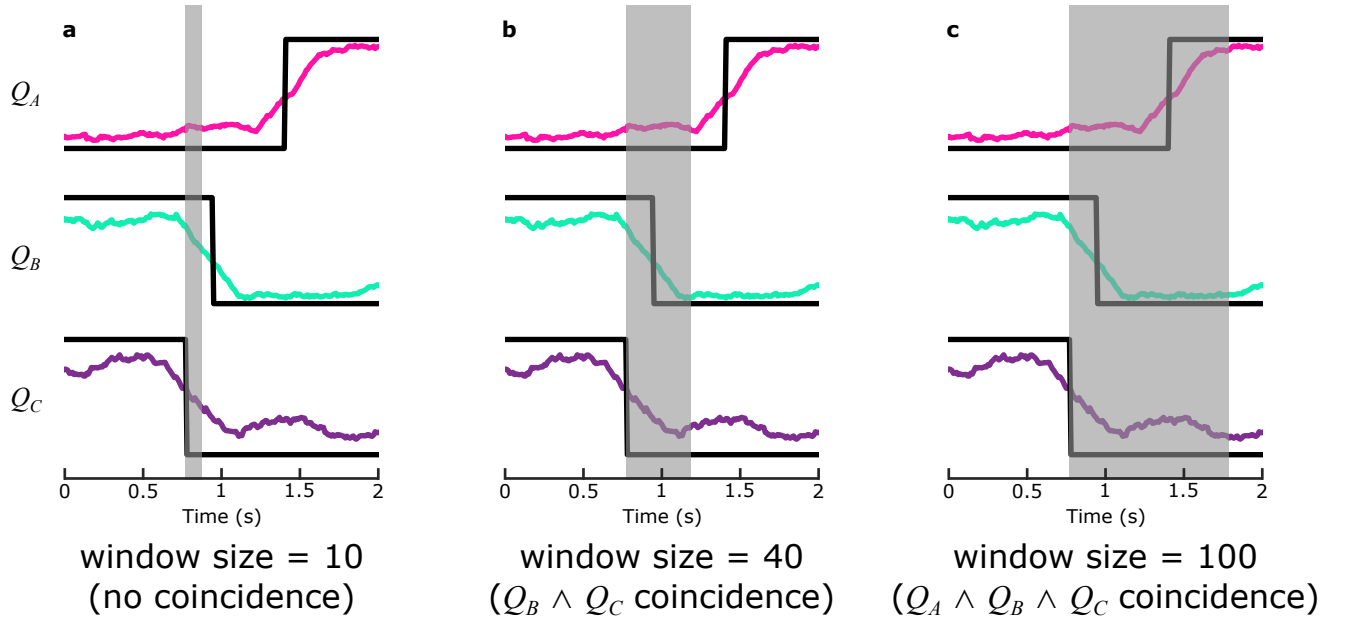 a
b
c
Q_A
Q_B
Q_C
0 0.5 1 1.5 2
0 0.5 1 1.5 2
0 0.5 1 1.5 2
Time (s)
Time (s)
Time (s)
window size = 10
(no coincidence)
window size = 40
(Q_B ∧ Q_C coincidence)
window size = 100
(Q_A ∧ Q_B ∧ Q_C coincidence)